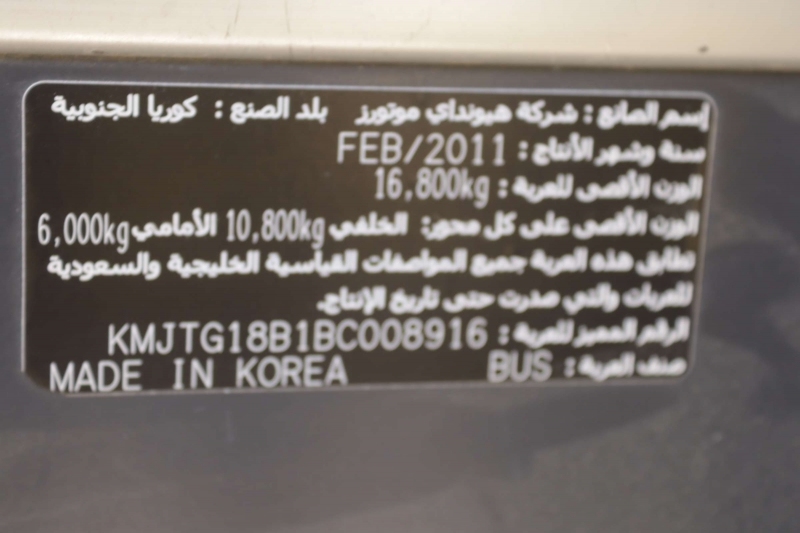 إسم الصانع : شركة هيونداي موتورز بلد الصنع : كوريا الجنوبية
سنة وشهر الأنتاج : FEB/2011
الوزن الأقصى للعربة : 16,800kg
الوزن الأقصى على كل محور: الخلفي 10,800kg الأمامي 6,000kg
تطابق هذه العربة جميع المواصفات القياسية الخليجية والسعودية
للعربات والتي صدرت حتى تاريخ الإنتاج.
الرقم المميز للعربة : KMJTG18B1BC008916
صنف العربة : BUS MADE IN KOREA